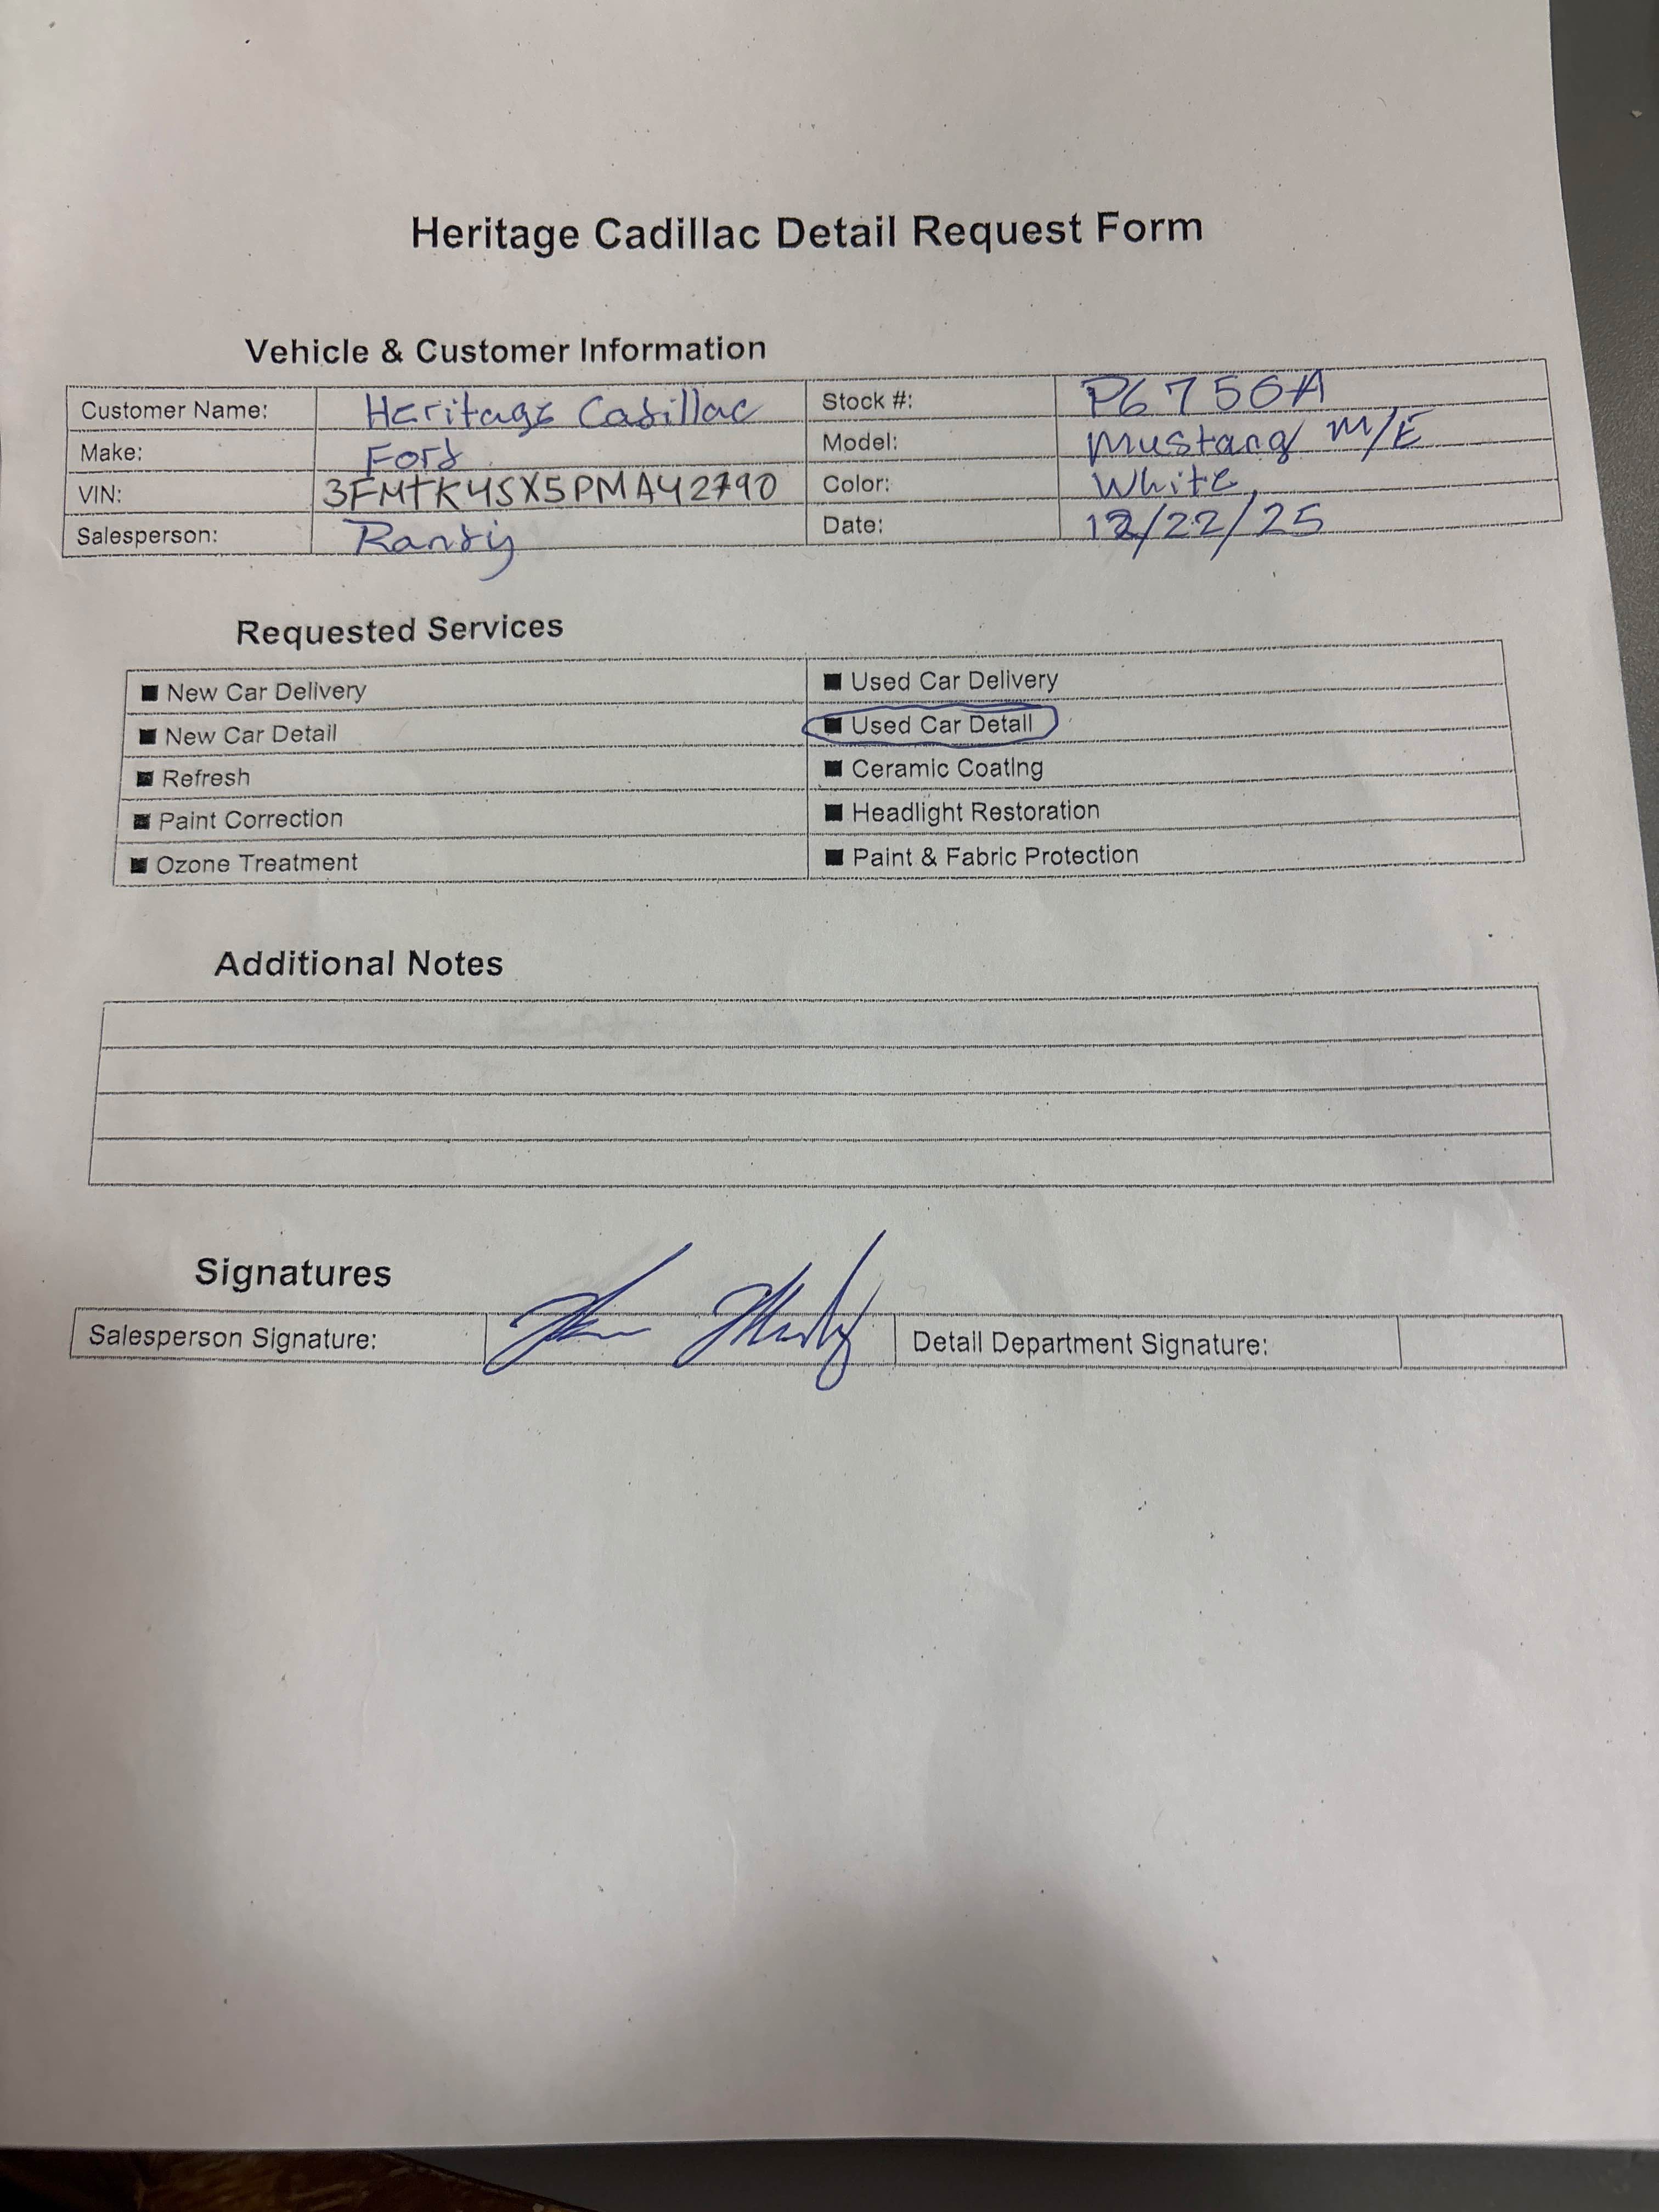 Heritage Cadillac Detail Request Form
Vehicle & Customer Information
Customer Name: Heritage Cadillac Stock #: P6750A
Make: Ford Model: Mustang M/E
VIN: 3FMTK4SX5PMA42790 Color: White
Salesperson: Randy Date: 12/22/25
Requested Services
■ New Car Delivery ■ Used Car Delivery
■ New Car Detail ■ Used Car Detail
■ Refresh ■ Ceramic Coating
■ Paint Correction ■ Headlight Restoration
■ Ozone Treatment ■ Paint & Fabric Protection
Additional Notes
Signatures
Salesperson Signature: Detail Department Signature: